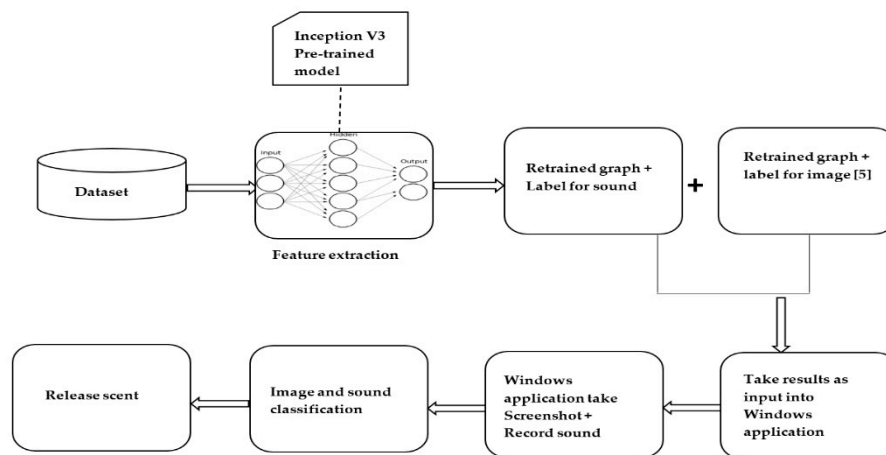 Inception V3
Pre-trained
model
Dataset
Input
Hidden
Output
Feature extraction
Retrained graph +
Label for sound
+
Retrained graph +
label for image [5]
Release scent
Image and sound
classification
Windows
application take
Screenshot +
Record sound
Take results as
input into
Windows
application